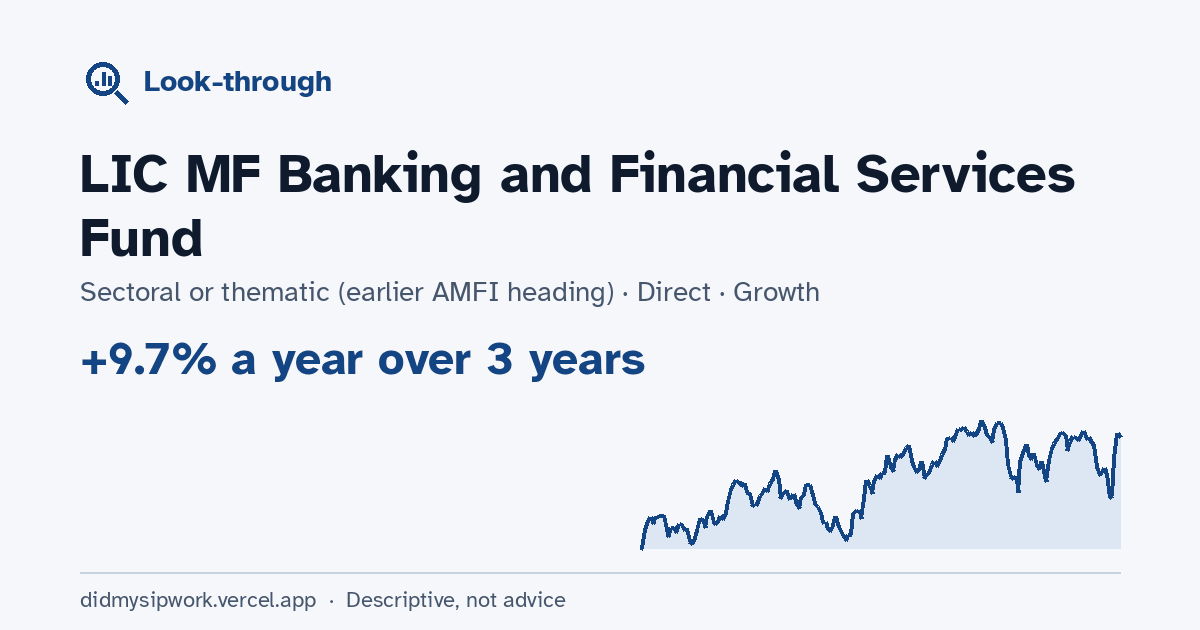 Look-through
LIC MF Banking and Financial Services
Fund
Sectoral or thematic (earlier AMFI heading) · Direct · Growth
+9.7% a year over 3 years
didmysipwork.vercel.app · Descriptive, not advice